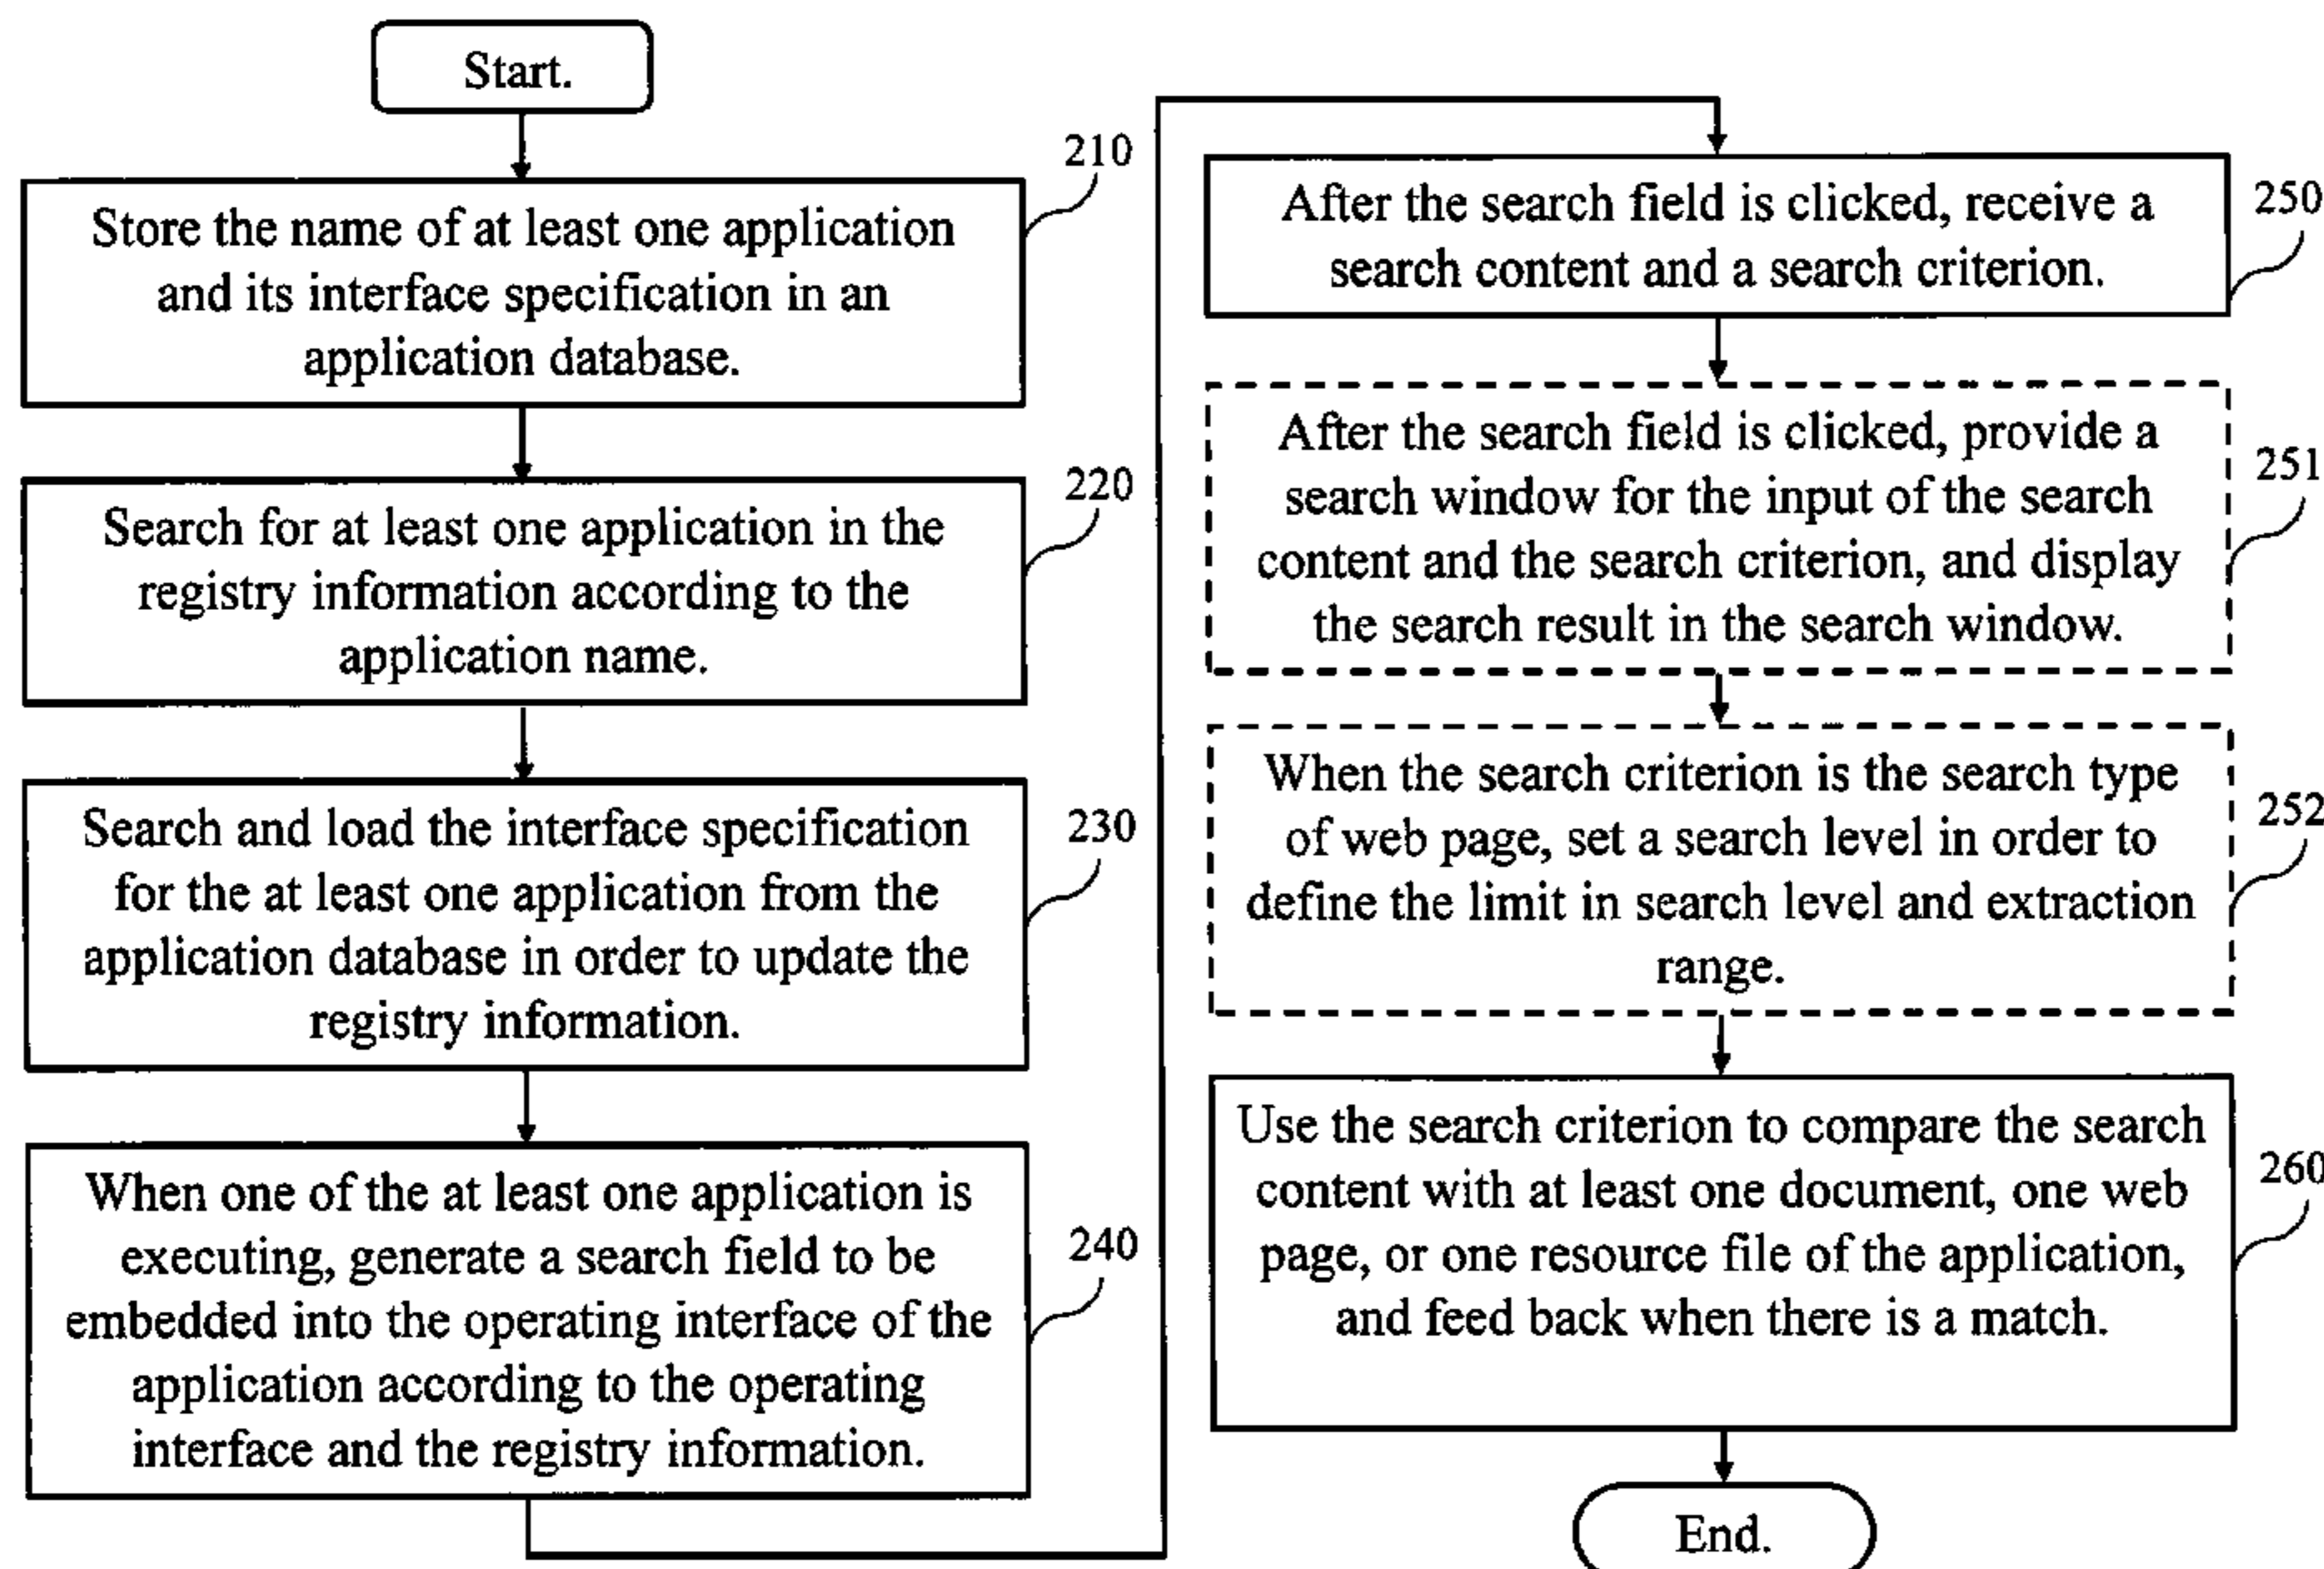 Start.
210
Store the name of at least one application
and its interface specification in an
application database.
220
Search for at least one application in the
registry information according to the
application name.
230
Search and load the interface specification
for the at least one application from the
application database in order to update the
registry information.
240
When one of the at least one application is
executing, generate a search field to be
embedded into the operating interface of the
application according to the operating
interface and the registry information.
250
After the search field is clicked, receive a
search content and a search criterion.
251
After the search field is clicked, provide a
search window for the input of the search
content and the search criterion, and display
the search result in the search window.
252
When the search criterion is the search type
of web page, set a search level in order to
define the limit in search level and extraction
range.
260
Use the search criterion to compare the search
content with at least one document, one web
page, or one resource file of the application,
and feed back when there is a match.
End.